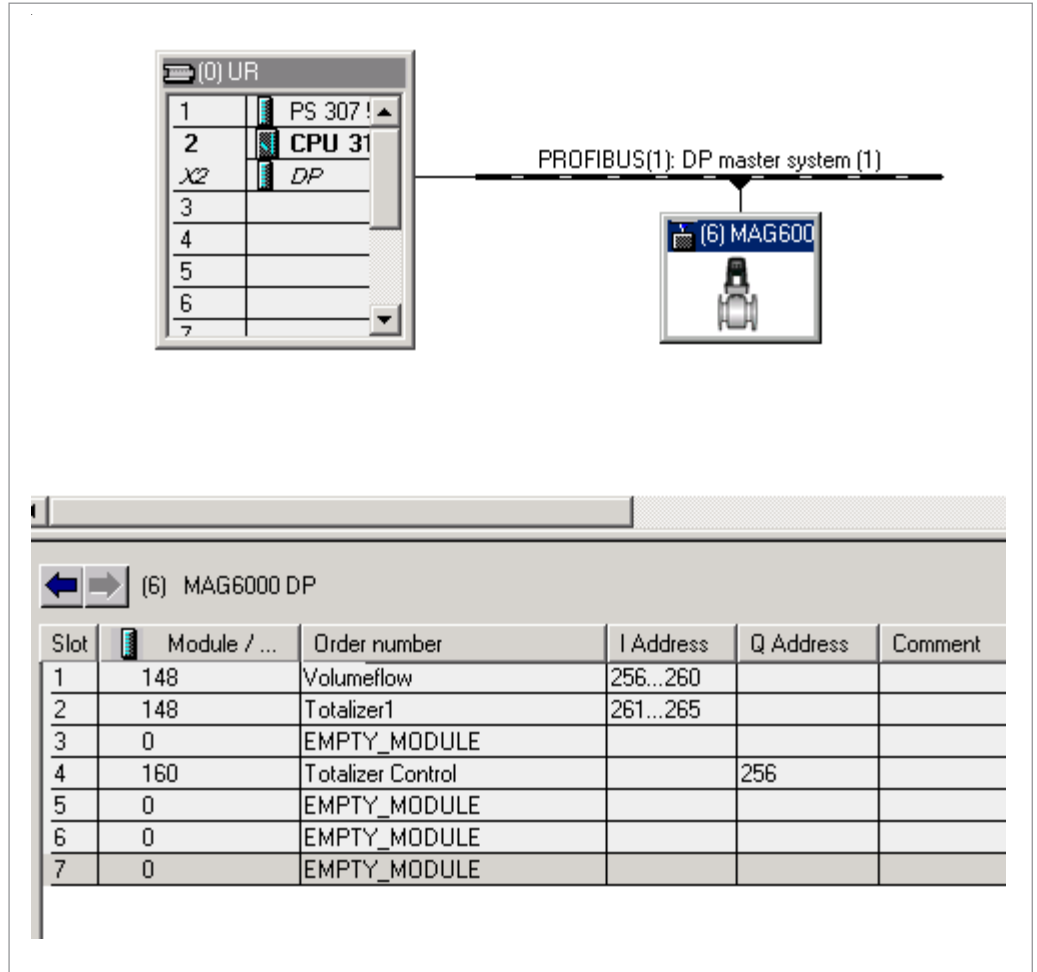 (0) UR
1 PS 307 5
2 CPU 31
X2 DP
3
4
5
6
7
PROFIBUS(1): DP master system (1)
(6) MAG600
(6) MAG6000 DP
Slot Module / ... Order number I Address Q Address Comment
1 148 Volumeflow 256...260
2 148 Totalizer1 261...265
3 0 EMPTY_MODULE
4 160 Totalizer Control 256
5 0 EMPTY_MODULE
6 0 EMPTY_MODULE
7 0 EMPTY_MODULE